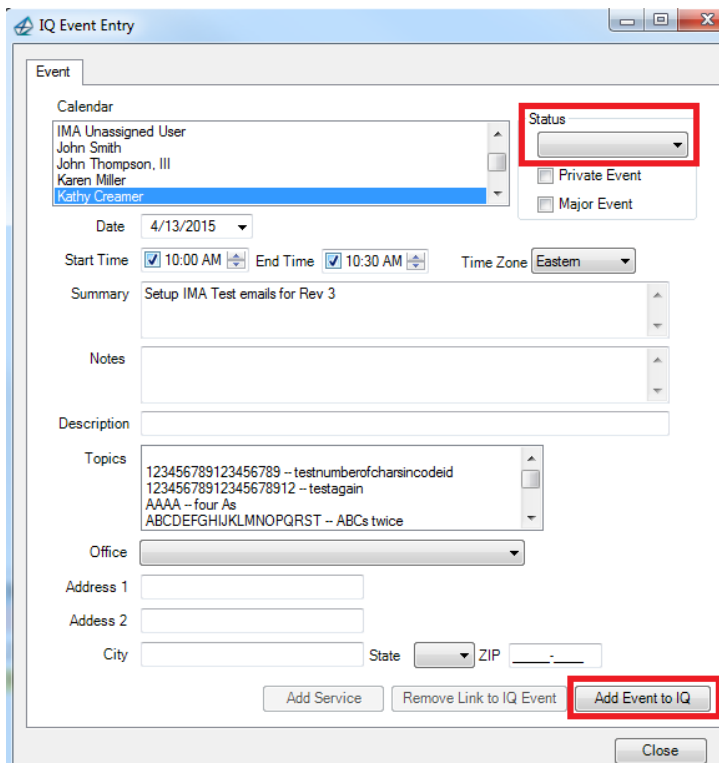 IQ Event Entry
Event
Calendar
IMA Unassigned User
John Smith
John Thompson, III
Karen Miller
Kathy Creamer
Status
Private Event
Major Event
Date 4/13/2015
Start Time 10:00 AM End Time 10:30 AM Time Zone Eastern
Summary Setup IMA Test emails for Rev 3
Notes
Description
Topics
123456789123456789 -- testnumberofcharsincodeid
12345678912345678912 -- testagain
AAAA -- four As
ABCDEFGHIJKLMNOPQRST -- ABCs twice
Office
Address 1
Addess 2
City State ZIP _____-____
Add Service Remove Link to IQ Event Add Event to IQ
Close